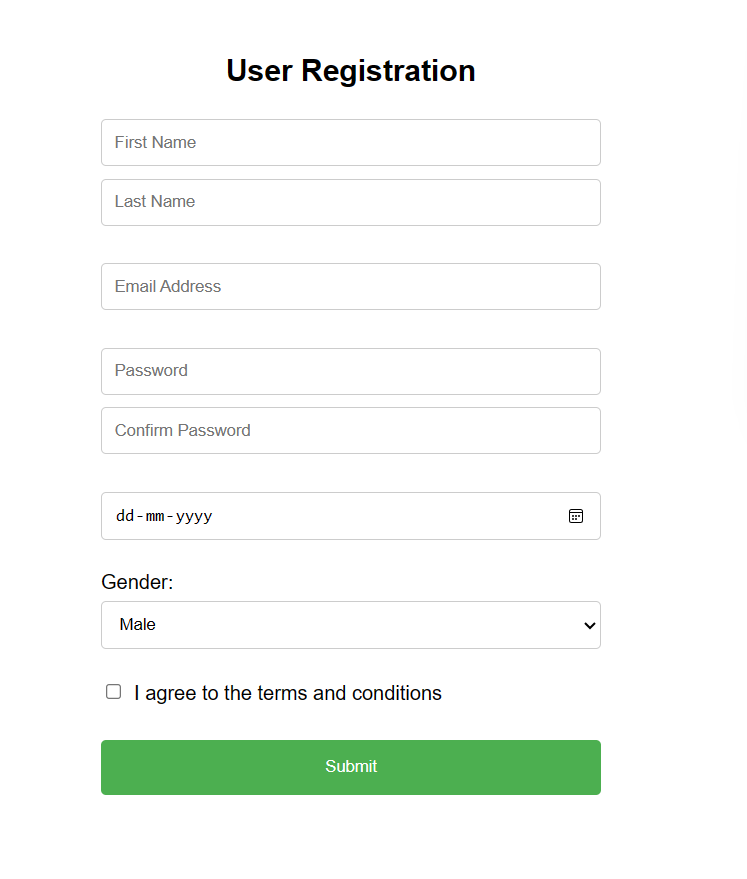 User Registration
First Name
Last Name
Email Address
Password
Confirm Password
dd-mm-yyyy
Gender:
Male
I agree to the terms and conditions
Submit